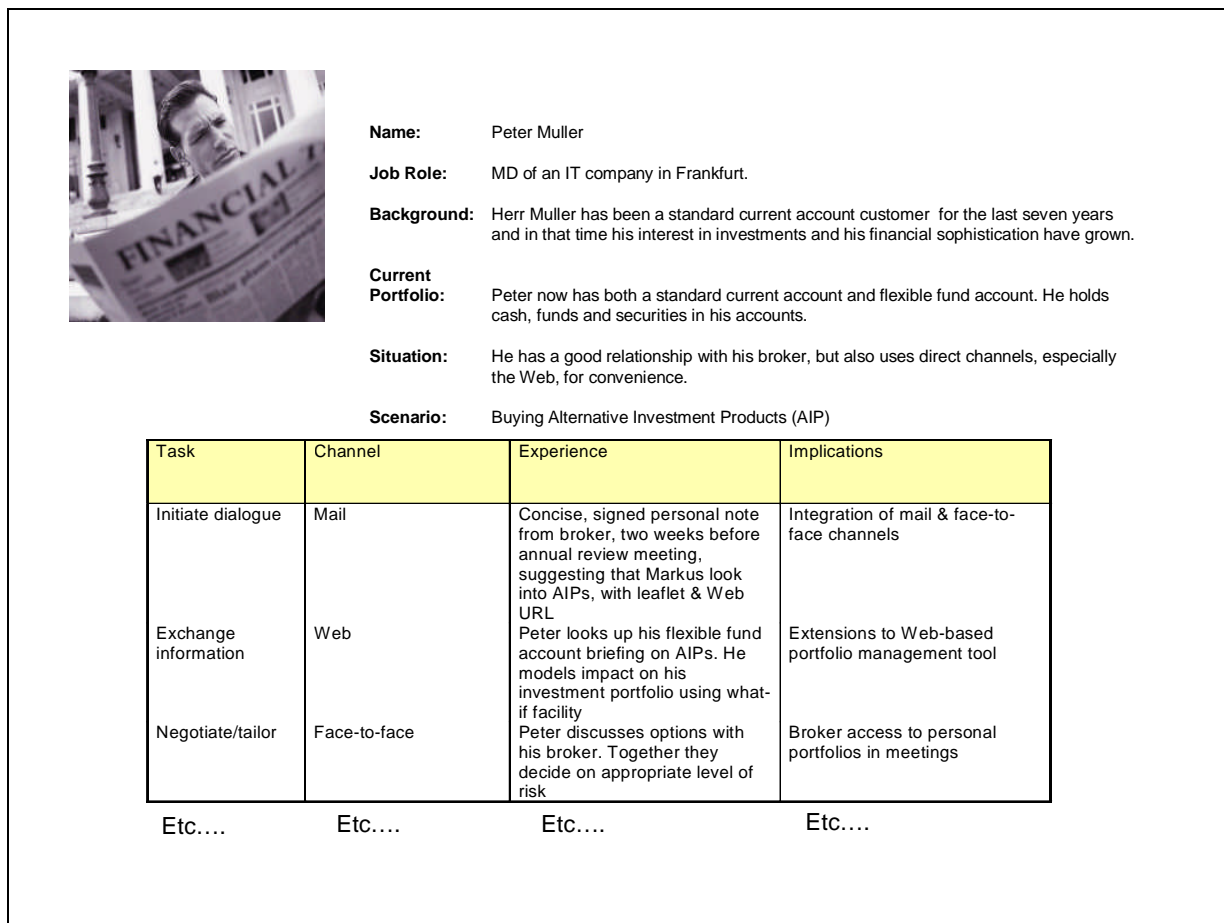 FINANCIAL
Name: Peter Muller
Job Role: MD of an IT company in Frankfurt.
Background: Herr Muller has been a standard current account customer for the last seven years
and in that time his interest in investments and his financial sophistication have grown.
Current
Portfolio: Peter now has both a standard current account and flexible fund account. He holds
cash, funds and securities in his accounts.
Situation: He has a good relationship with his broker, but also uses direct channels, especially
the Web, for convenience.
Scenario: Buying Alternative Investment Products (AIP)
Task Channel Experience Implications
Initiate dialogue Mail Concise, signed personal note Integration of mail & face-to-
from broker, two weeks before face channels
annual review meeting,
suggesting that Markus look
into AIPs, with leaflet & Web
URL
Exchange Web Peter looks up his flexible fund Extensions to Web-based
information account briefing on AIPs. He portfolio management tool
models impact on his
investment portfolio using what-
if facility
Negotiate/tailor Face-to-face Peter discusses options with Broker access to personal
his broker. Together they portfolios in meetings
decide on appropriate level of
risk
Etc.... Etc.... Etc.... Etc....